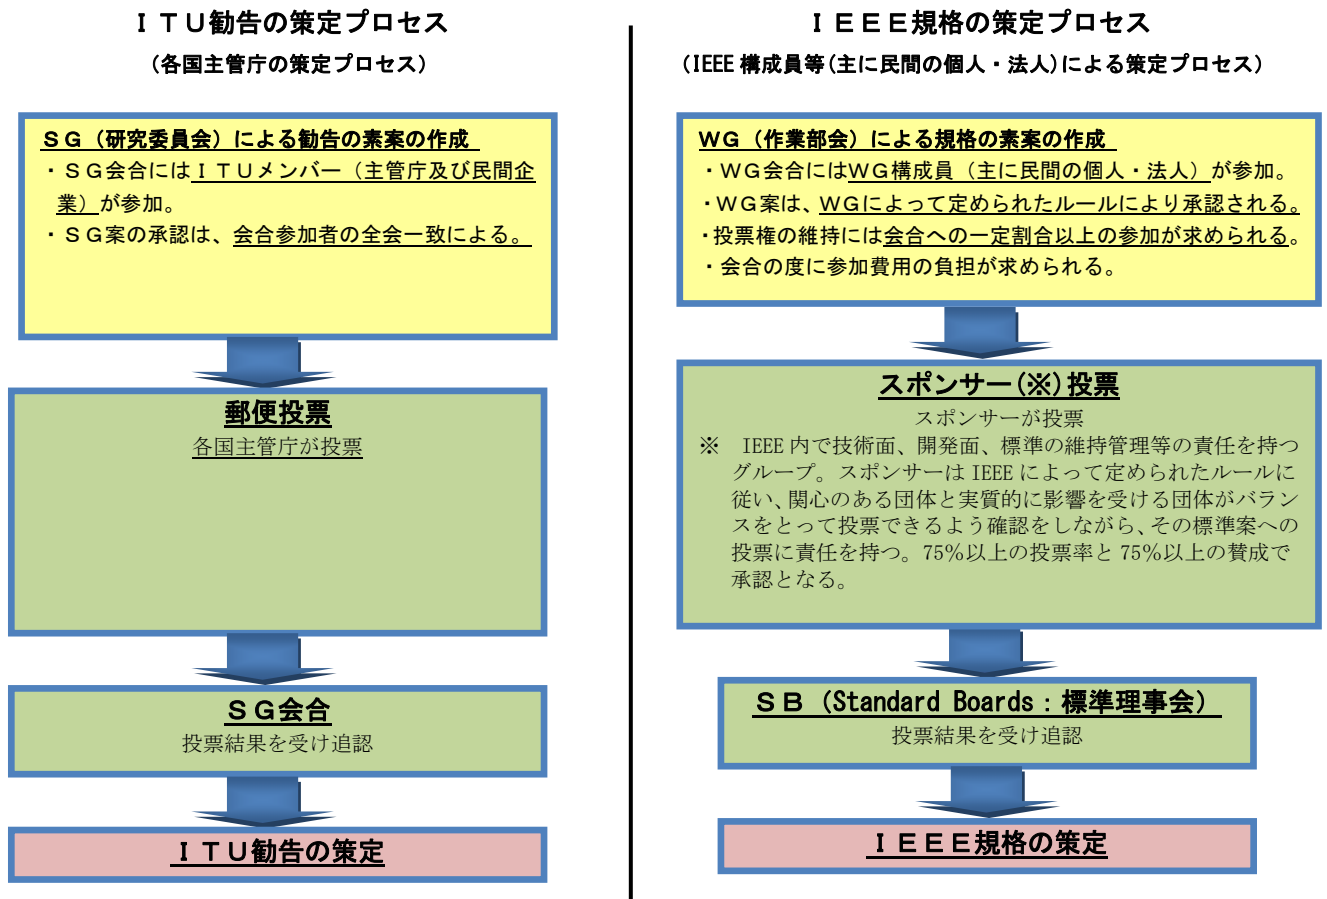 ＩＴＵ勧告の策定プロセス
（各国主管庁の策定プロセス）
ＳＧ（研究委員会）による勧告の素案の作成
・ＳＧ会合にはＩＴＵメンバー（主管庁及び民間企
業）が参加。
・ＳＧ案の承認は、会合参加者の全会一致による。
郵便投票
各国主管庁が投票
ＳＧ会合
投票結果を受け追認
ＩＴＵ勧告の策定
ＩＥＥＥ規格の策定プロセス
（IEEE 構成員等(主に民間の個人・法人)による策定プロセス）
ＷＧ（作業部会）による規格の素案の作成
・ＷＧ会合にはＷＧ構成員（主に民間の個人・法人）が参加。
・ＷＧ案は、ＷＧによって定められたルールにより承認される。
・投票権の維持には会合への一定割合以上の参加が求められる。
・会合の度に参加費用の負担が求められる。
スポンサー(※)投票
スポンサーが投票
※　IEEE 内で技術面、開発面、標準の維持管理等の責任を持つ
グループ。スポンサーは IEEE によって定められたルールに
従い、関心のある団体と実質的に影響を受ける団体がバラン
スをとって投票できるよう確認をしながら、その標準案への
投票に責任を持つ。75％以上の投票率と 75％以上の賛成で
承認となる。
ＳＢ（Standard Boards：標準理事会）
投票結果を受け追認
ＩＥＥＥ規格の策定